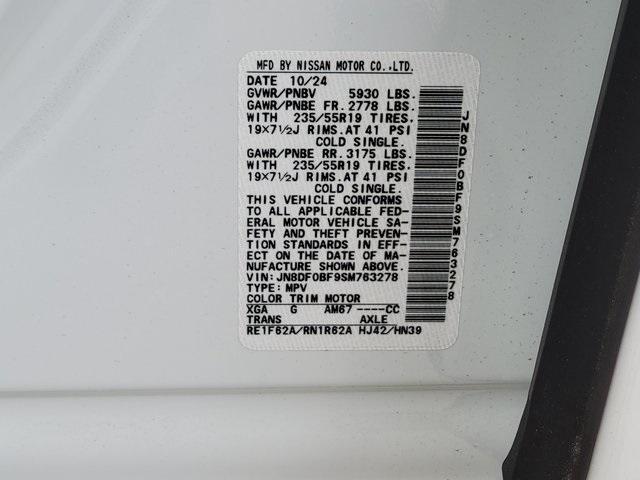 MFD BY NISSAN MOTOR CO.,LTD.
DATE 10/24
GVWR/PNBV 5930 LBS.
GAWR/PNBE FR. 2778 LBS.
WITH 235/55R19 TIRES.
19×7½J RIMS.AT 41 PSI
COLD SINGLE.
GAWR/PNBE RR. 3175 LBS.
WITH 235/55R19 TIRES.
19×7½J RIMS.AT 41 PSI
COLD SINGLE.
THIS VEHICLE CONFORMS
TO ALL APPLICABLE FED-
ERAL MOTOR VEHICLE SA-
FETY AND THEFT PREVEN-
TION STANDARDS IN EFF-
ECT ON THE DATE OF MA-
NUFACTURE SHOWN ABOVE.
VIN: JN8DF0BF9SM763278
TYPE: MPV
COLOR TRIM MOTOR
XGA G AM67 ----CC
TRANS AXLE
RE1F62A/RN1R62A HJ42/HN39
JN8DF0BF9SM763278